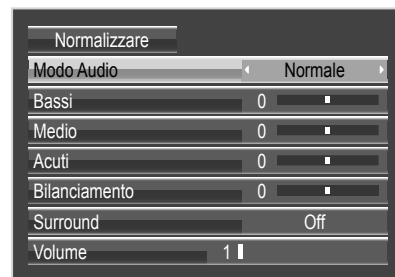 Normalizzare
Modo Audio Normale
Bassi 0
Medio 0
Acuti 0
Bilanciamento 0
Surround Off
Volume 1